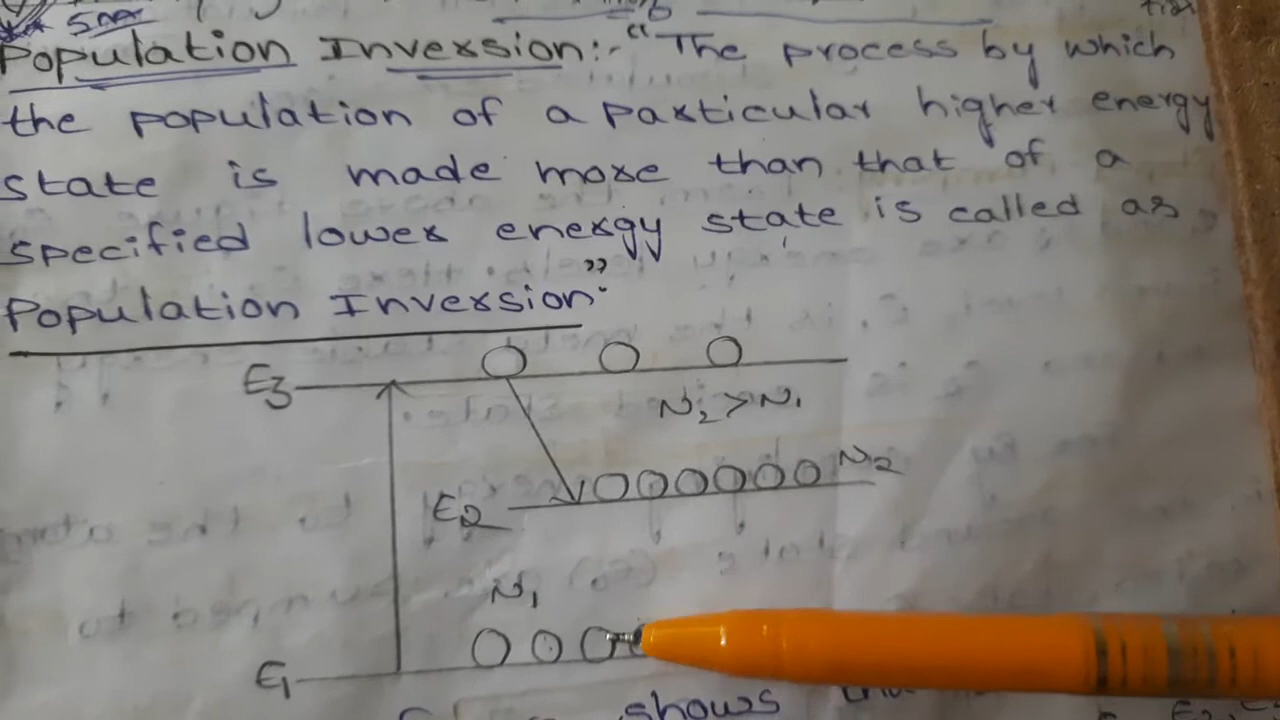 Population Inversion:- "The process by which
the population of a particular higher energy
state is made more than that of a
specified lower energy state is called as
Population Inversion."
E3
N2 > N1
E2 N2
N1
E1
shows